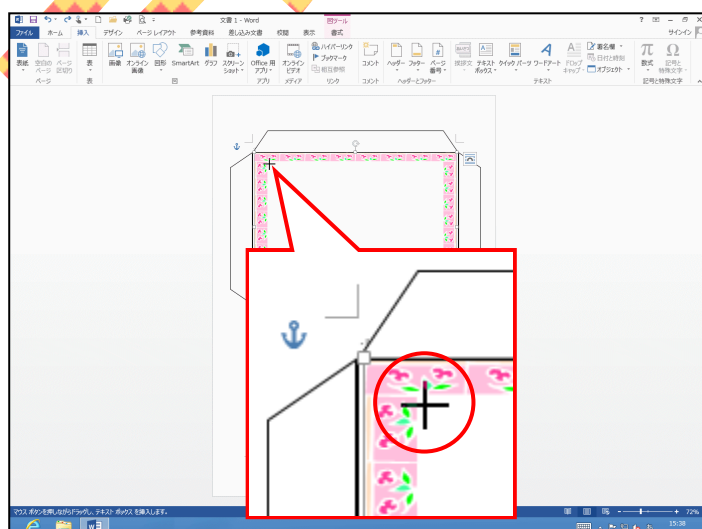 文書 1 - Word
図ツール
サインイン
ファイル ホーム 挿入 デザイン ページ レイアウト 参考資料 差し込み文書 校閲 表示 書式
表紙 空白の ページ 区切り
表
画像 オンライン 画像 図形 SmartArt グラフ スクリーン ショット
Office 用 アプリ
オンライン ビデオ
ハイパーリンク
ブックマーク
相互参照
コメント
ヘッダー フッター ページ 番号
挨拶文 テキスト ボックス クイック パーツ ワードアート ドロップ キャップ
署名欄
日付と時刻
オブジェクト
数式 記号と 特殊文字
ページ 表 図 アプリ メディア リンク コメント ヘッダーとフッター テキスト 記号と特殊文字
マウス ボタンを押しながらドラッグし、テキスト ボックス を挿入します。
72%
15:38